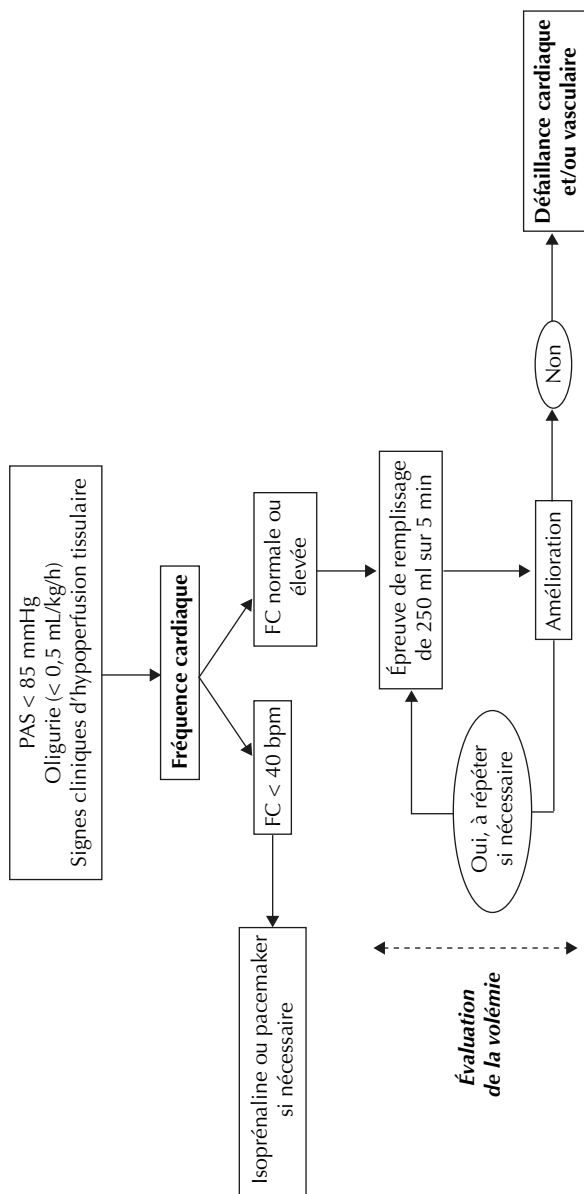 PAS < 85 mmHg
Oligurie (< 0,5 mL/kg/h)
Signes cliniques d'hypoperfusion tissulaire
Fréquence cardiaque
FC < 40 bpm
FC normale ou
élevée
Isoprénaline ou pacemaker
si nécessaire
Épreuve de remplissage
de 250 ml sur 5 min
Oui, à répéter
si nécessaire
Évaluation
de la volémie
Amélioration
Non
Défaillance cardiaque
et/ou vasculaire